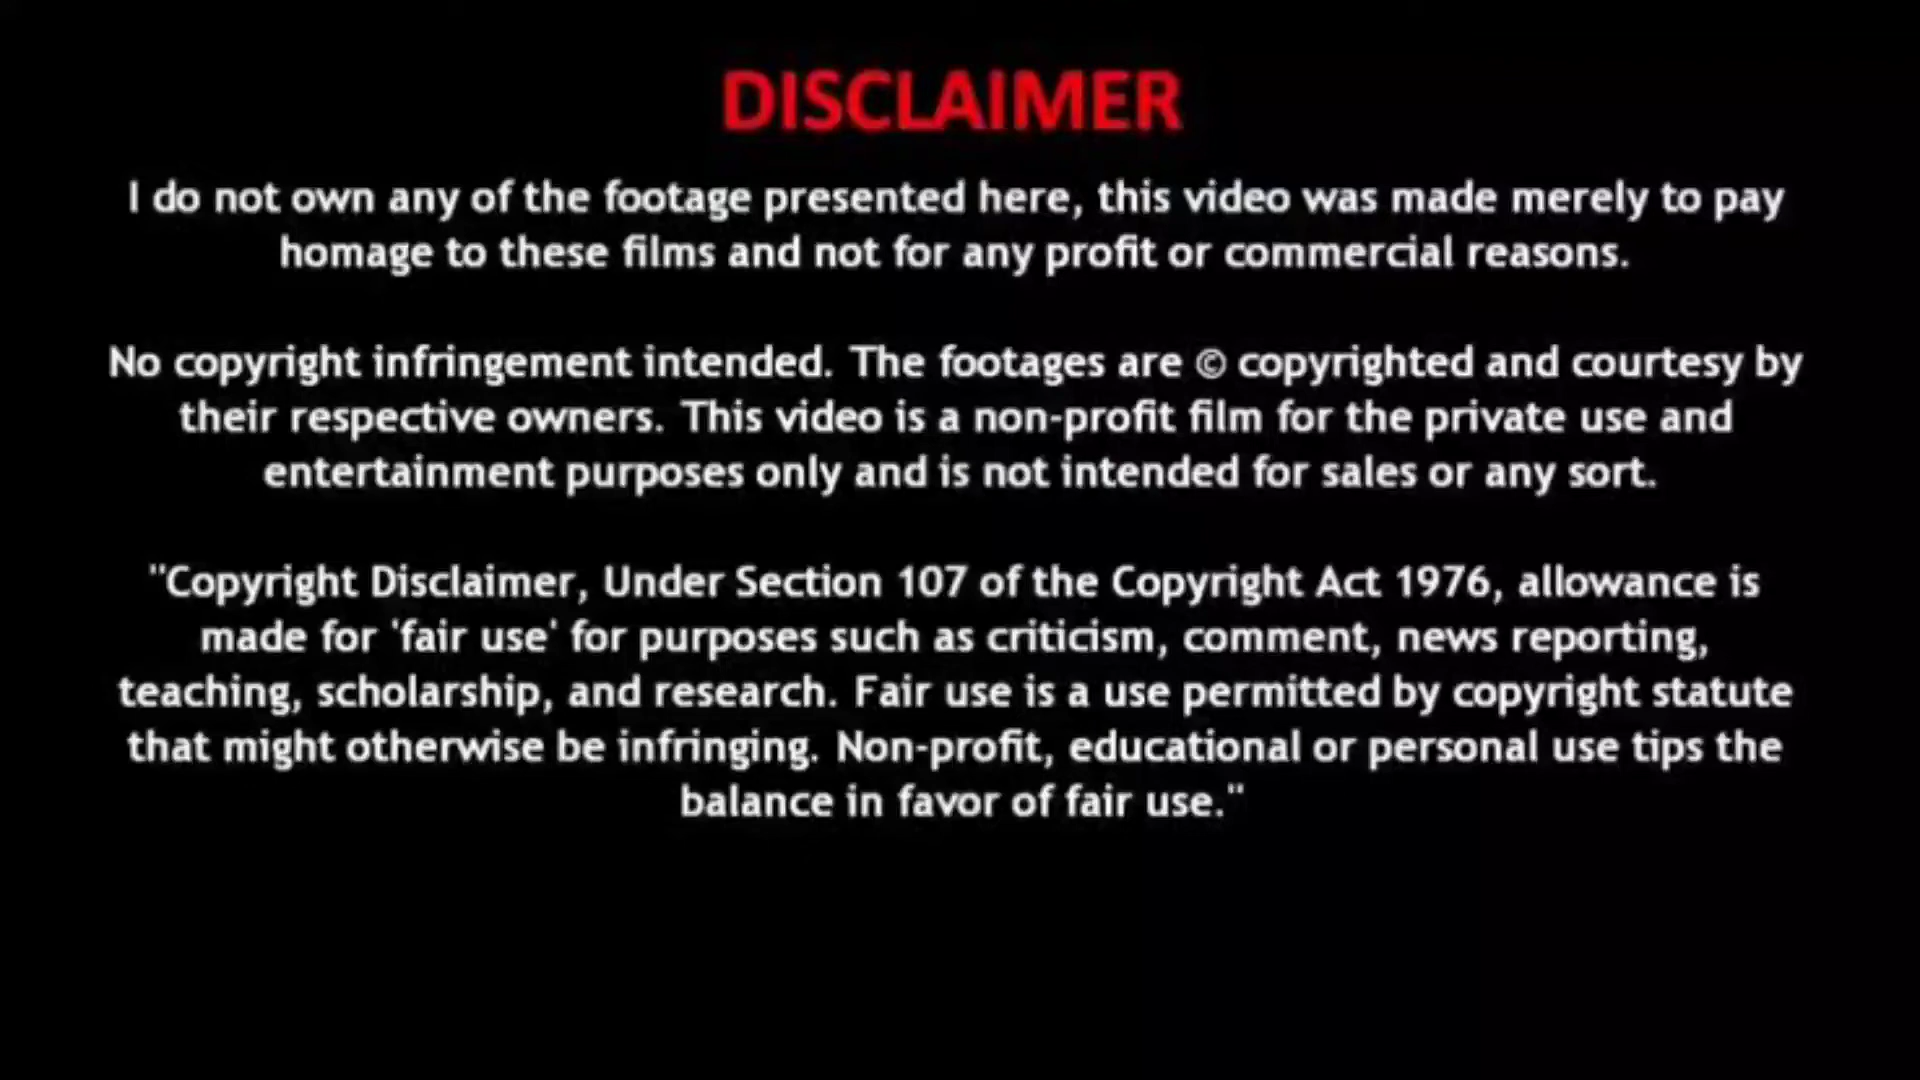 DISCLAIMER
I do not own any of the footage presented here, this video was made merely to pay
homage to these films and not for any profit or commercial reasons.
No copyright infringement intended. The footages are © copyrighted and courtesy by
their respective owners. This video is a non-profit film for the private use and
entertainment purposes only and is not intended for sales or any sort.
"Copyright Disclaimer, Under Section 107 of the Copyright Act 1976, allowance is
made for 'fair use' for purposes such as criticism, comment, news reporting,
teaching, scholarship, and research. Fair use is a use permitted by copyright statute
that might otherwise be infringing. Non-profit, educational or personal use tips the
balance in favor of fair use."